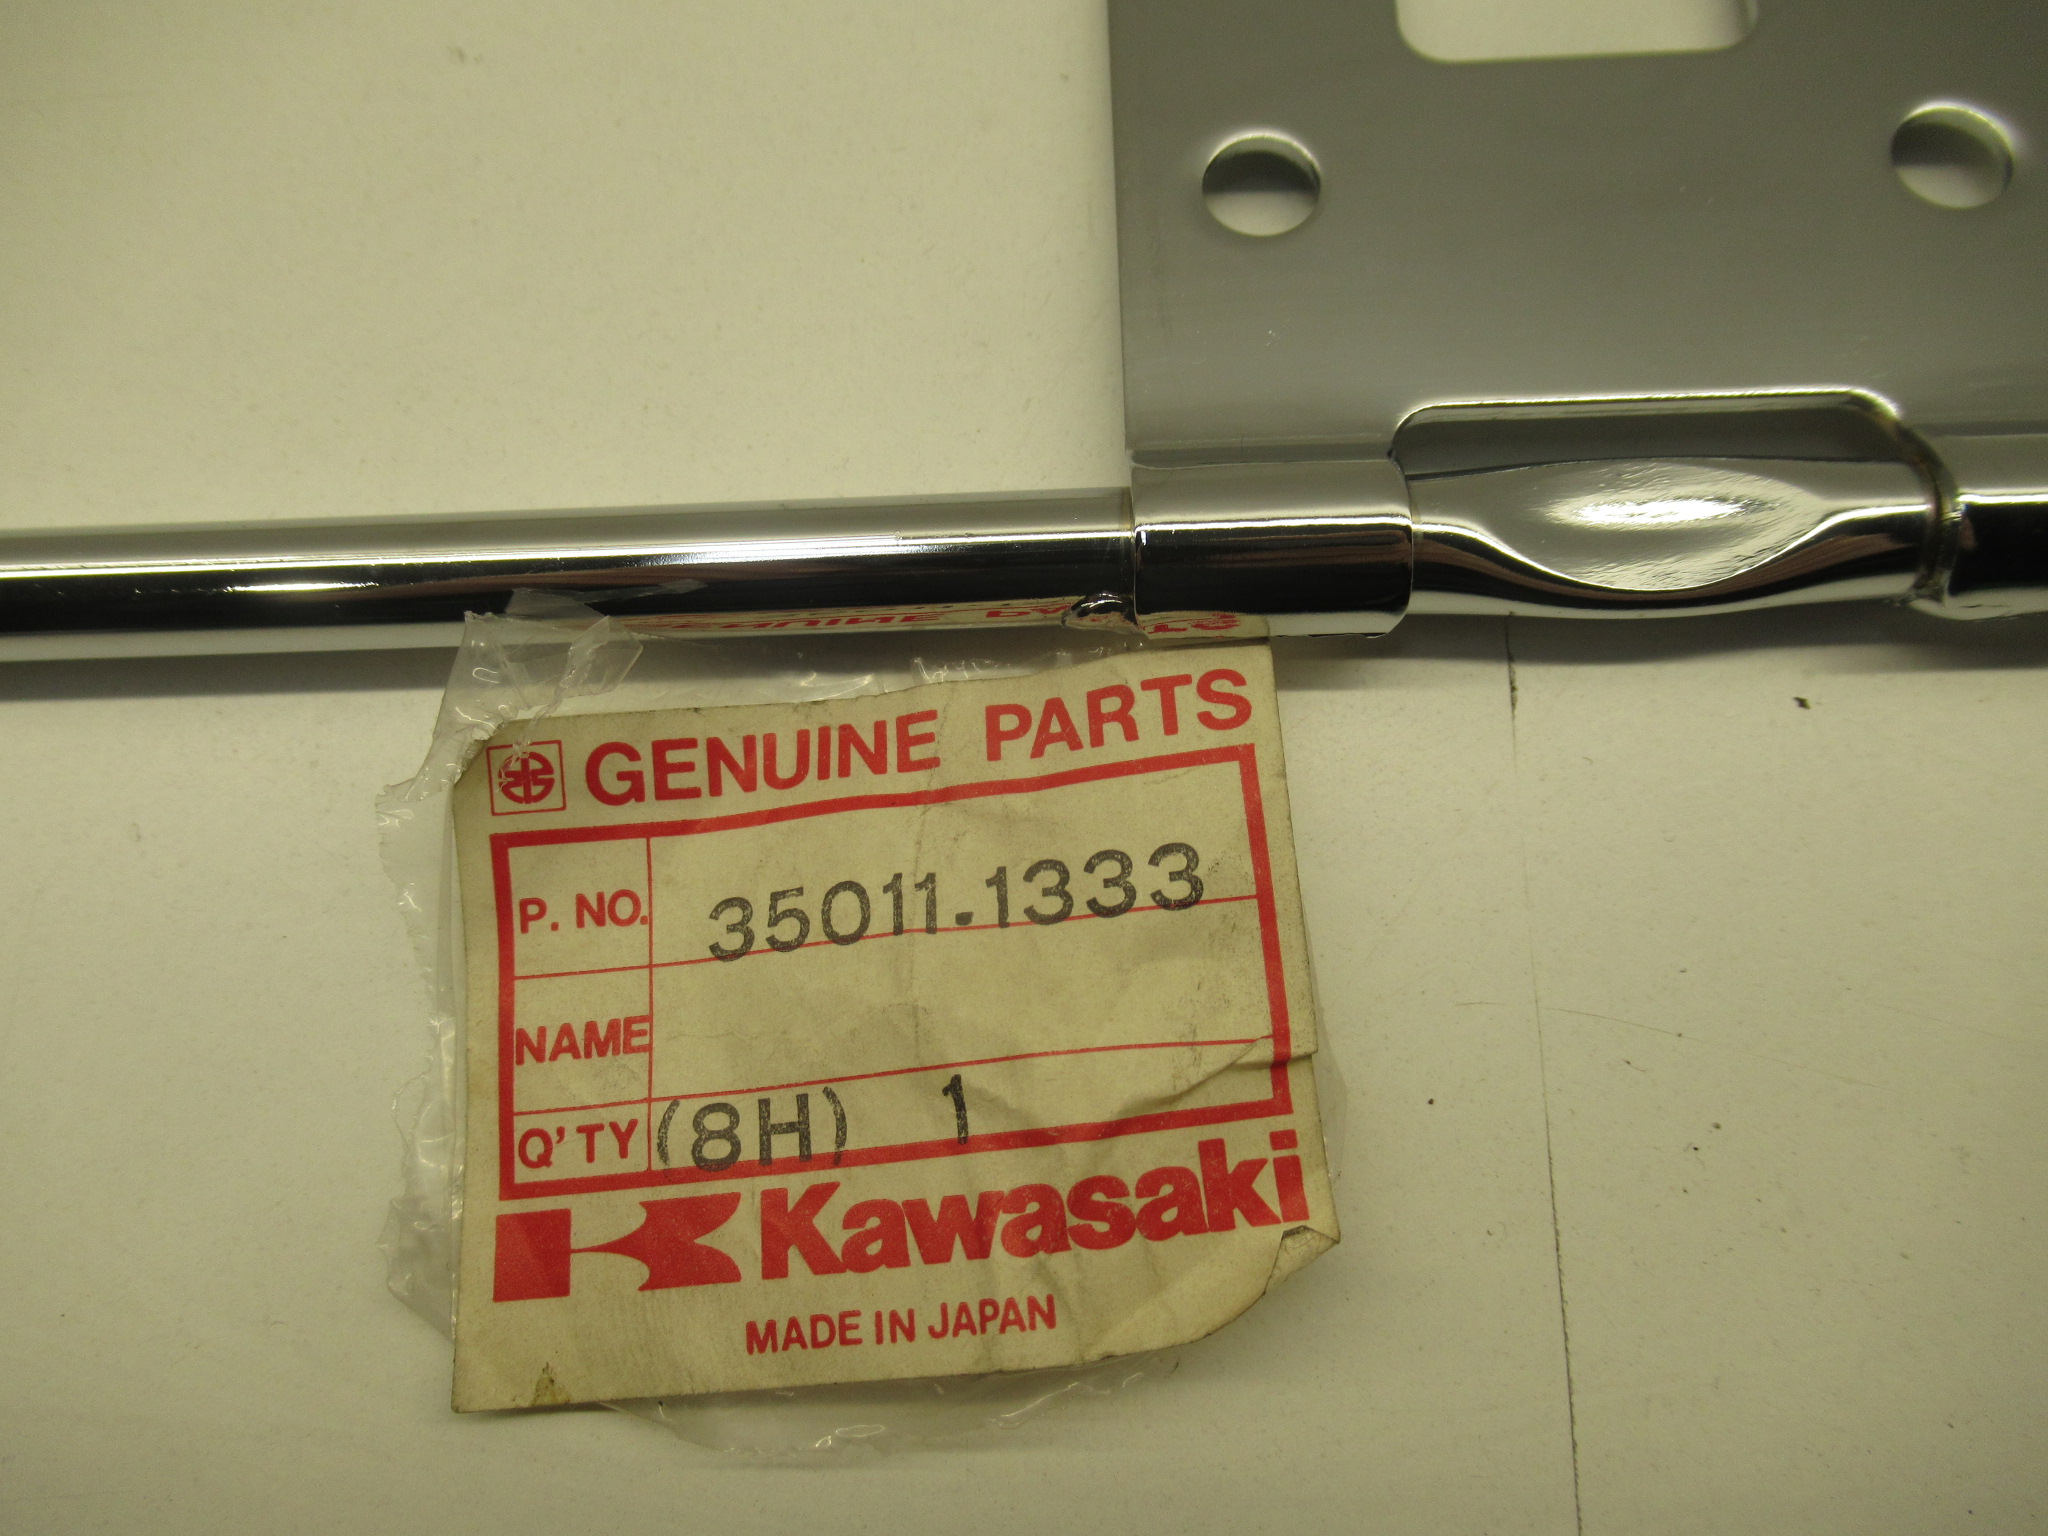 GENUINE PARTS
P. NO. 35011.1333
NAME
Q'TY (8H) 1
Kawasaki
MADE IN JAPAN